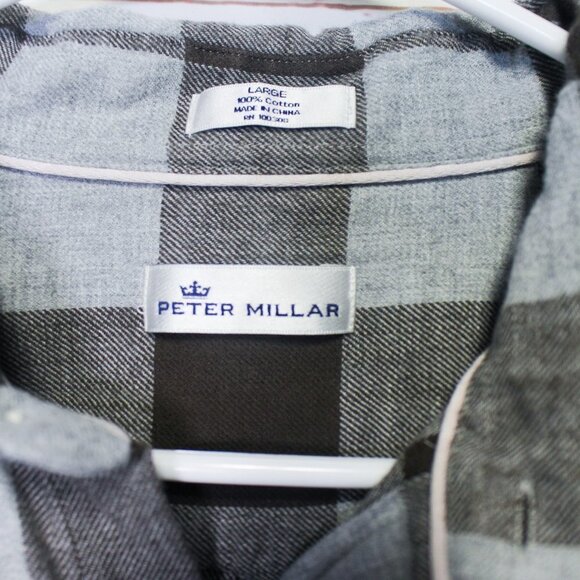 LARGE
100% Cotton
MADE IN CHINA
RN 100300
PETER MILLAR